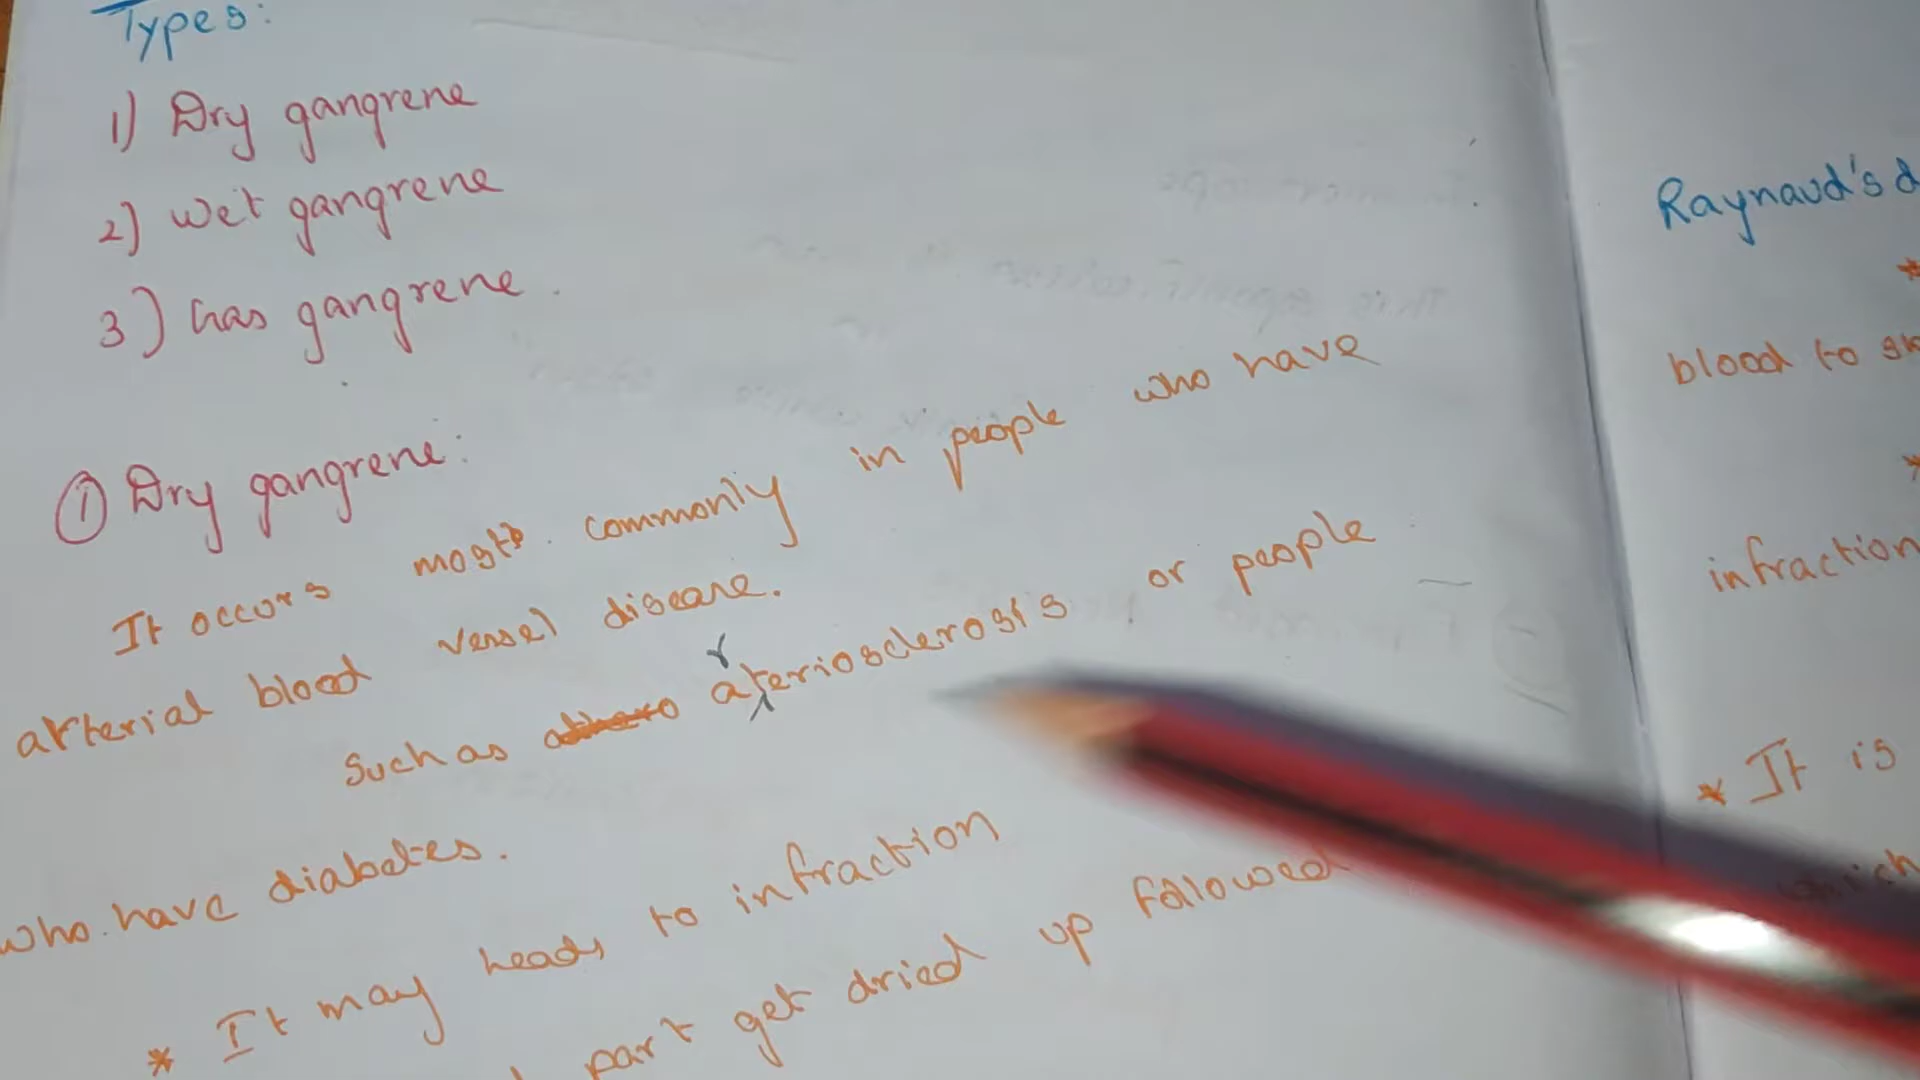 Types:
1) Dry gangrene
2) Wet gangrene
3) Gas gangrene.
① Dry gangrene:
It occurs most commonly in people who have
arterial blood vessel disease.
Such as arteriosclerosis or people
who have diabetes.
* It may leads to infraction
part get dried up followed
Raynaud's d
*
blood to sk
*
infraction
* It is
which